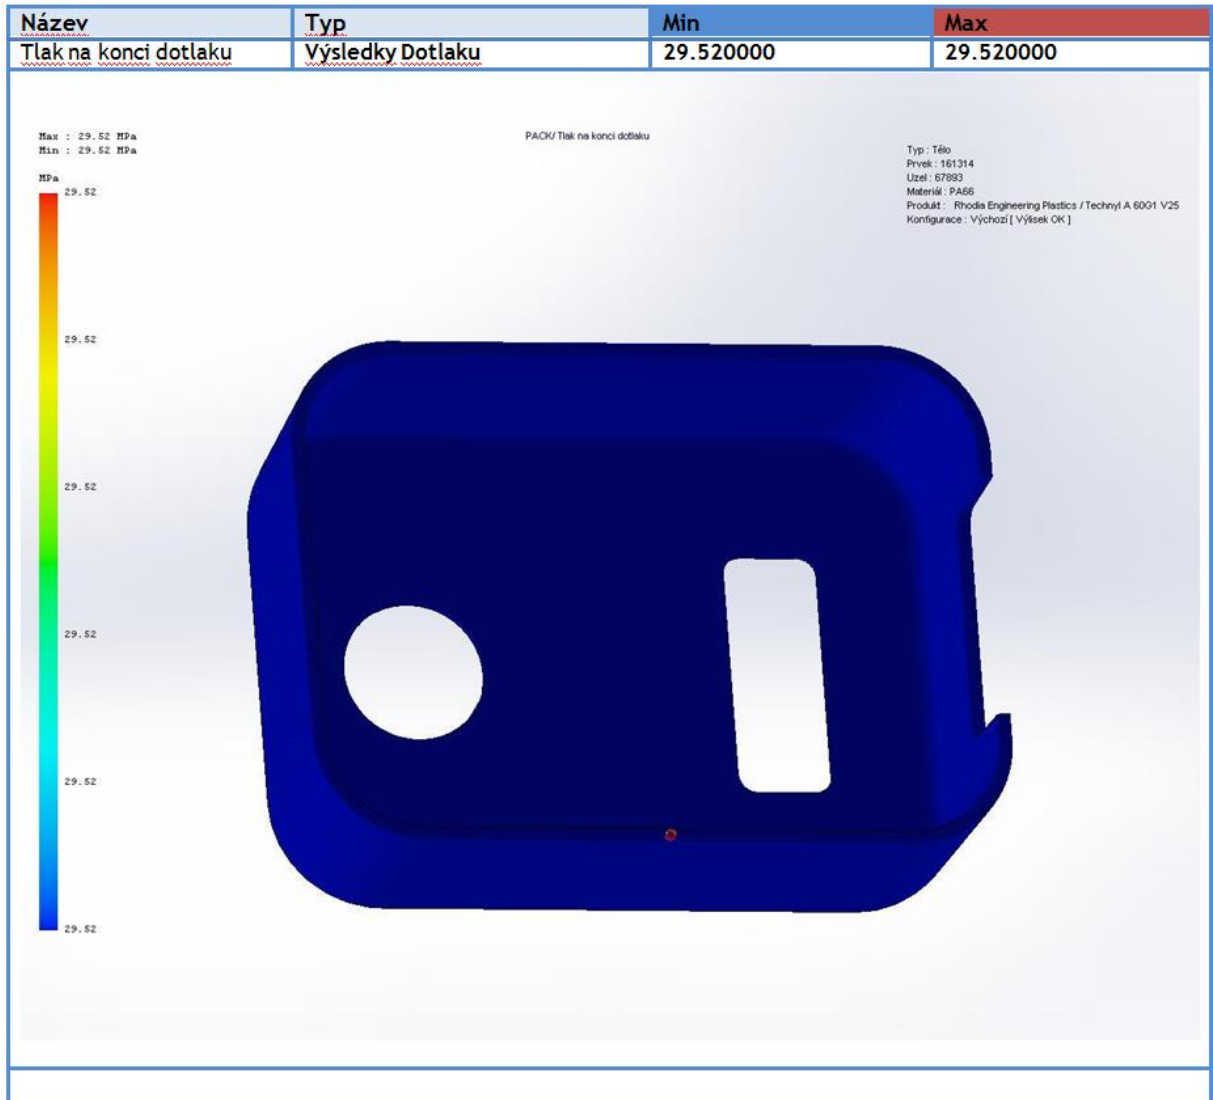 Název Typ Min Max
Tlak na konci dotlaku Výsledky Dotlaku 29.520000 29.520000
Max : 29.52 MPa
Min : 29.52 MPa
PACK/ Tlak na konci dotlaku
Typ : Tělo
Prvek : 161314
Uzel : 67893
Materiál : PA66
Produkt : Rhodia Engineering Plastics / Technyl A 60G1 V25
Konfigurace : Výchozí [ Výlisek OK ]
MPa
29.52
29.52
29.52
29.52
29.52
29.52